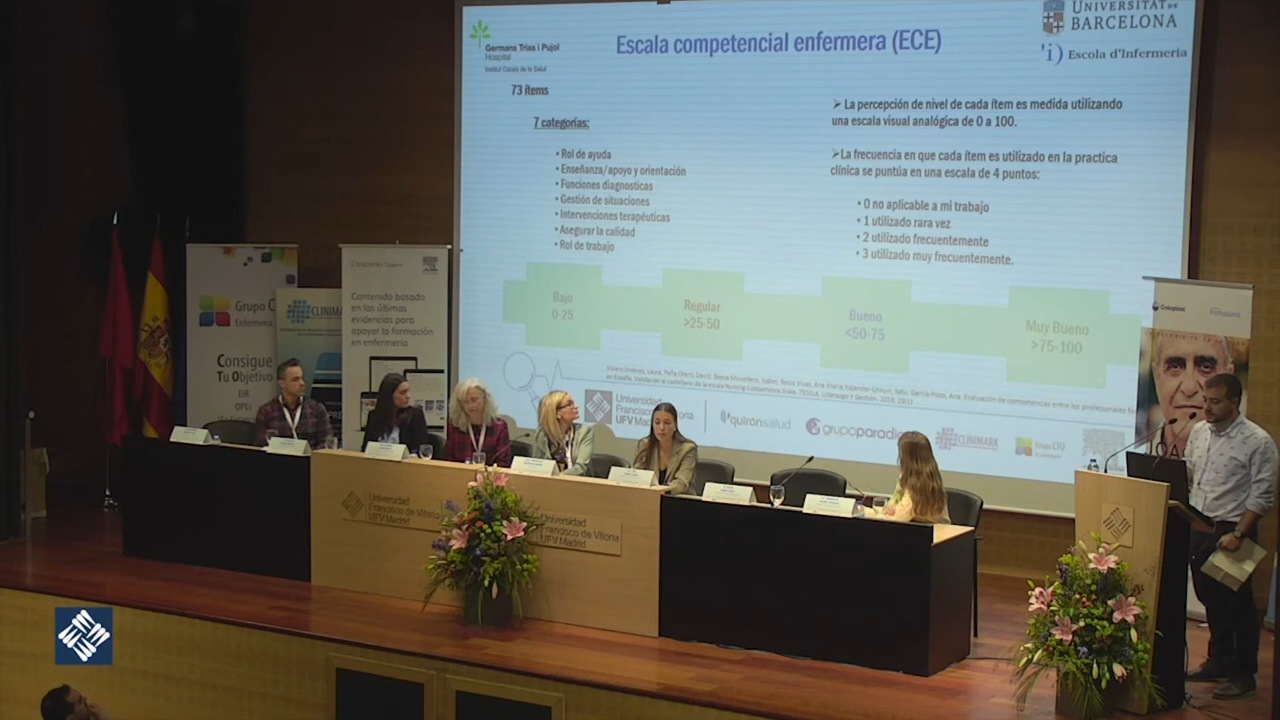 Germans Trias i Pujol
Hospital
Institut Català de la Salut
Escala competencial enfermera (ECE)
UNIVERSITAT DE
BARCELONA
Escola d'Infermeria
73 ítems
7 categorías:
• Rol de ayuda
• Enseñanza/apoyo y orientación
• Funciones diagnosticas
• Gestión de situaciones
• Intervenciones terapéuticas
• Asegurar la calidad
• Rol de trabajo
➢ La percepción de nivel de cada ítem es medida utilizando
una escala visual analógica de 0 a 100.
➢La frecuencia en que cada ítem es utilizado en la practica
clínica se puntúa en una escala de 4 puntos:
• 0 no aplicable a mi trabajo
• 1 utilizado rara vez
• 2 utilizado frecuentemente
• 3 utilizado muy frecuentemente.
Bajo
0-25
Regular
>25-50
Bueno
<50-75
Muy Bueno
>75-100
Universidad
Francisco
UFV Ma
quirónsalud
grupoparadi
CLINIMARK
Grupo CTO
Grupo C
Enfermería
Consigue
Tu Objetivo
EIR
OPEs
CLINIM
Contenido basado
en las últimas
evidencias para
apoyar la formación
en enfermería
Coloplast
Universidad
Francisco de Vitoria
UFV Madrid
Universidad
Francisco de Vitoria
UFV Madrid